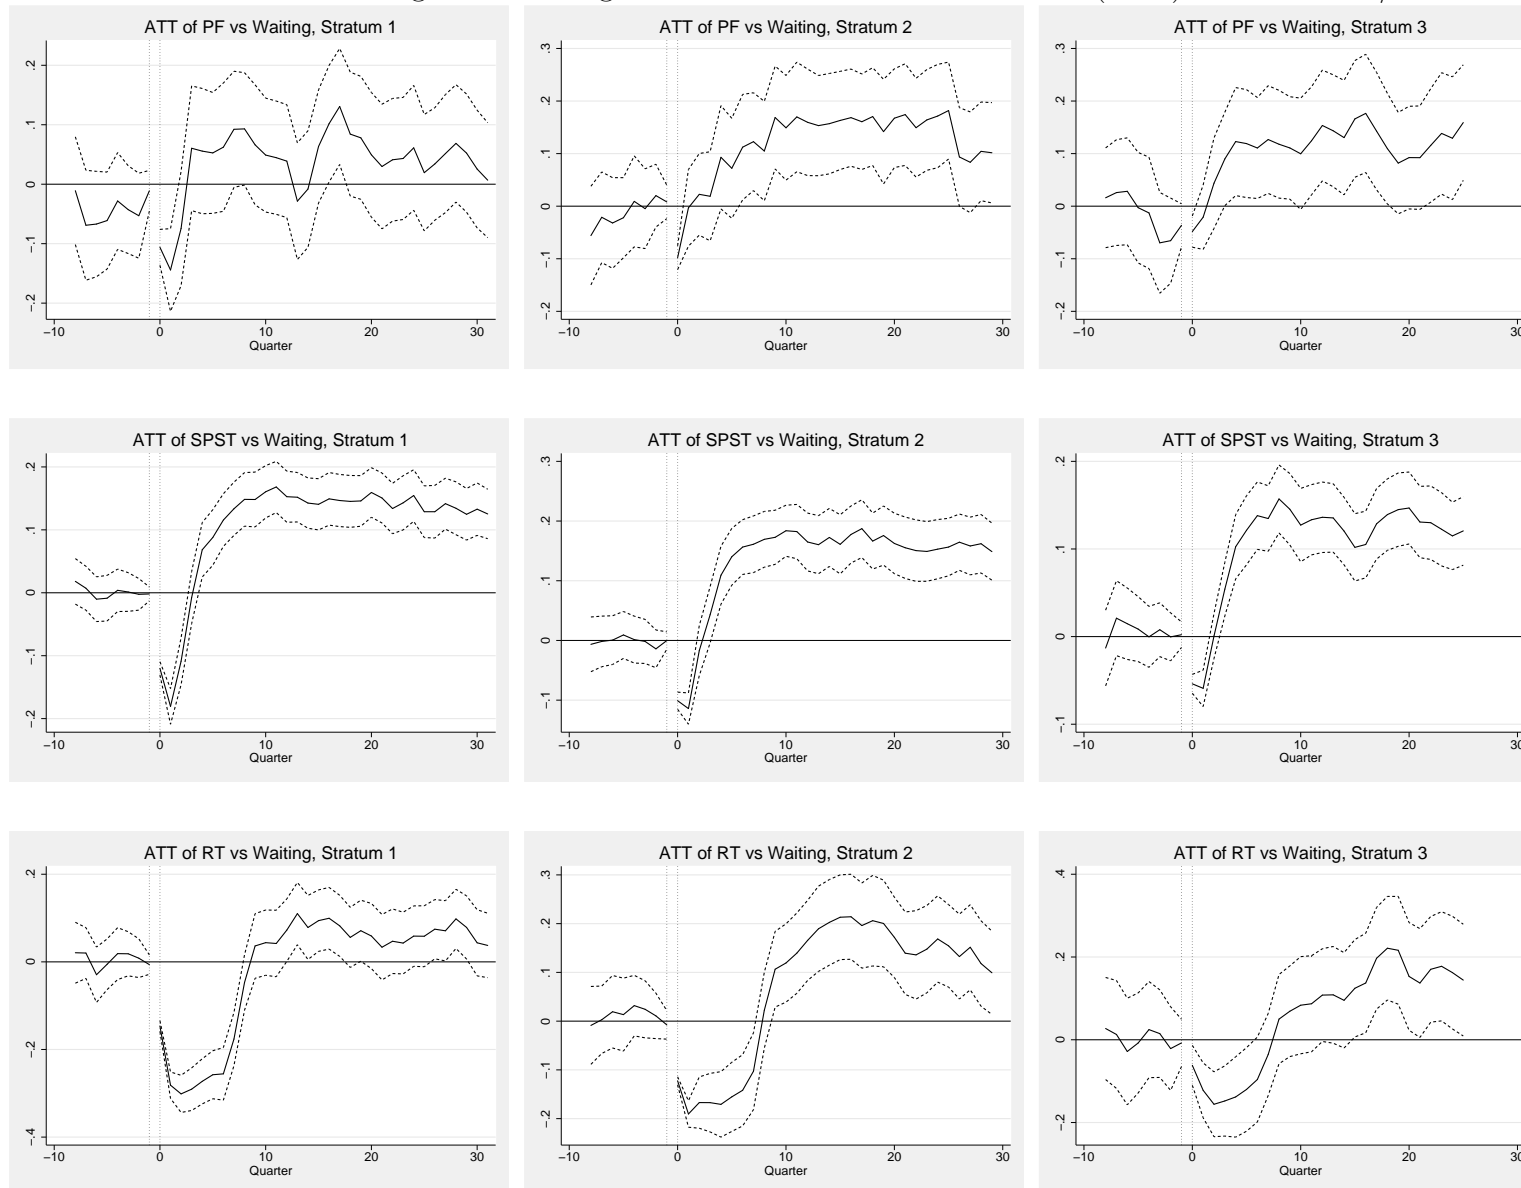 ATT of PF vs Waiting, Stratum 1
.2
.1
0
−.1
−.2
−10 0 10 20 30
Quarter
ATT of PF vs Waiting, Stratum 2
.3
.2
.1
0
−.1
−.2
−10 0 10 20 30
Quarter
ATT of PF vs Waiting, Stratum 3
.3
.2
.1
0
−.1
−.2
−10 0 10 20 30
Quarter
ATT of SPST vs Waiting, Stratum 1
.2
.1
0
−.1
−.2
−10 0 10 20 30
Quarter
ATT of SPST vs Waiting, Stratum 2
.3
.2
.1
0
−.1
−10 0 10 20 30
Quarter
ATT of SPST vs Waiting, Stratum 3
.2
.1
0
−.1
−10 0 10 20 30
Quarter
ATT of RT vs Waiting, Stratum 1
.2
0
−.2
−.4
−10 0 10 20 30
Quarter
ATT of RT vs Waiting, Stratum 2
.3
.2
.1
0
−.1
−.2
−10 0 10 20 30
Quarter
ATT of RT vs Waiting, Stratum 3
.4
.2
0
−.2
−10 0 10 20 30
Quarter